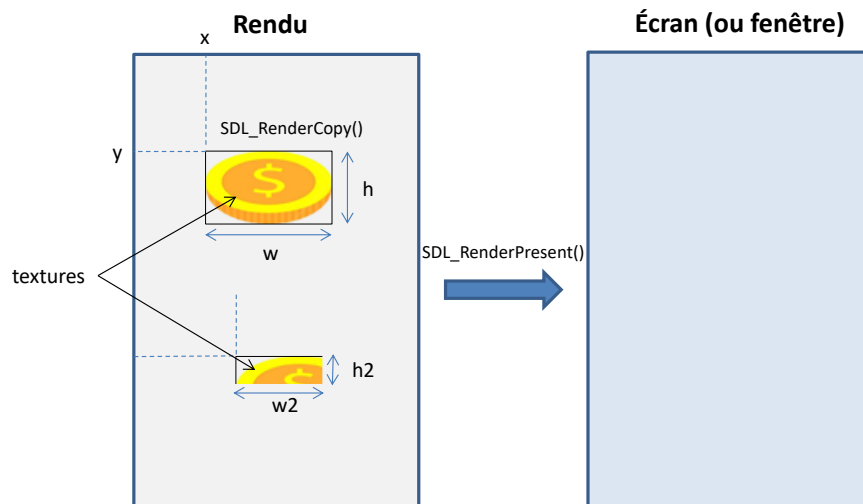 Rendu
Écran (ou fenêtre)
x
SDL_RenderCopy()
y
$
h
w
SDL_RenderPresent()
textures
$
h2
w2